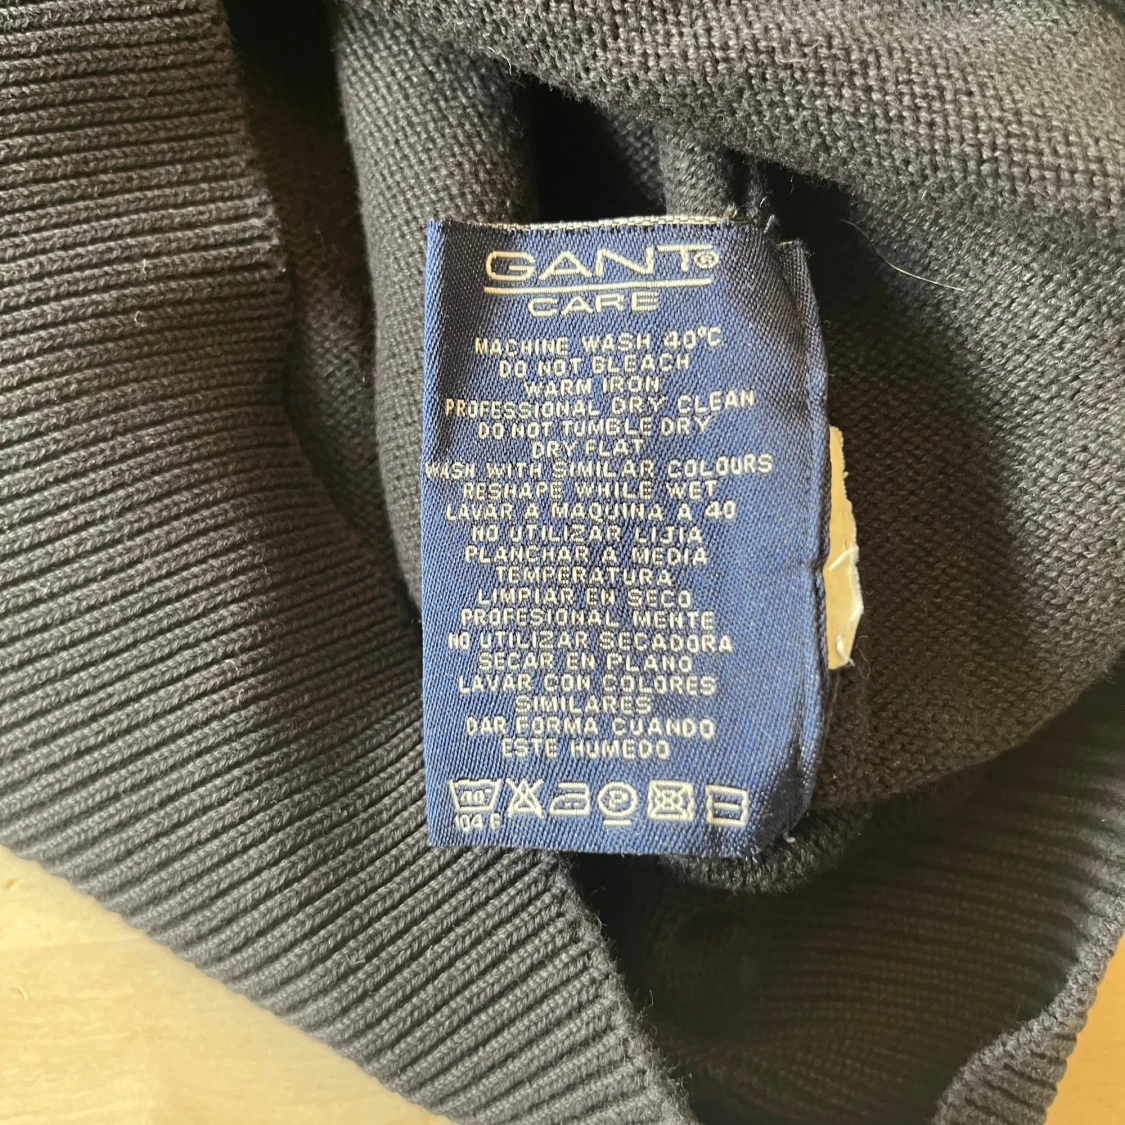 GANT®
CARE
MACHINE WASH 40°C
DO NOT BLEACH
WARM IRON
PROFESSIONAL DRY CLEAN
DO NOT TUMBLE DRY
DRY FLAT
WASH WITH SIMILAR COLOURS
RESHAPE WHILE WET
LAVAR A MAQUINA A 40
NO UTILIZAR LIJIA
PLANCHAR A MEDIA
TEMPERATURA
LIMPIAR EN SECO
PROFESIONAL MENTE
NO UTILIZAR SECADORA
SECAR EN PLANO
LAVAR CON COLORES
SIMILARES
DAR FORMA CUANDO
ESTE HUMEDO
40° P
104 F